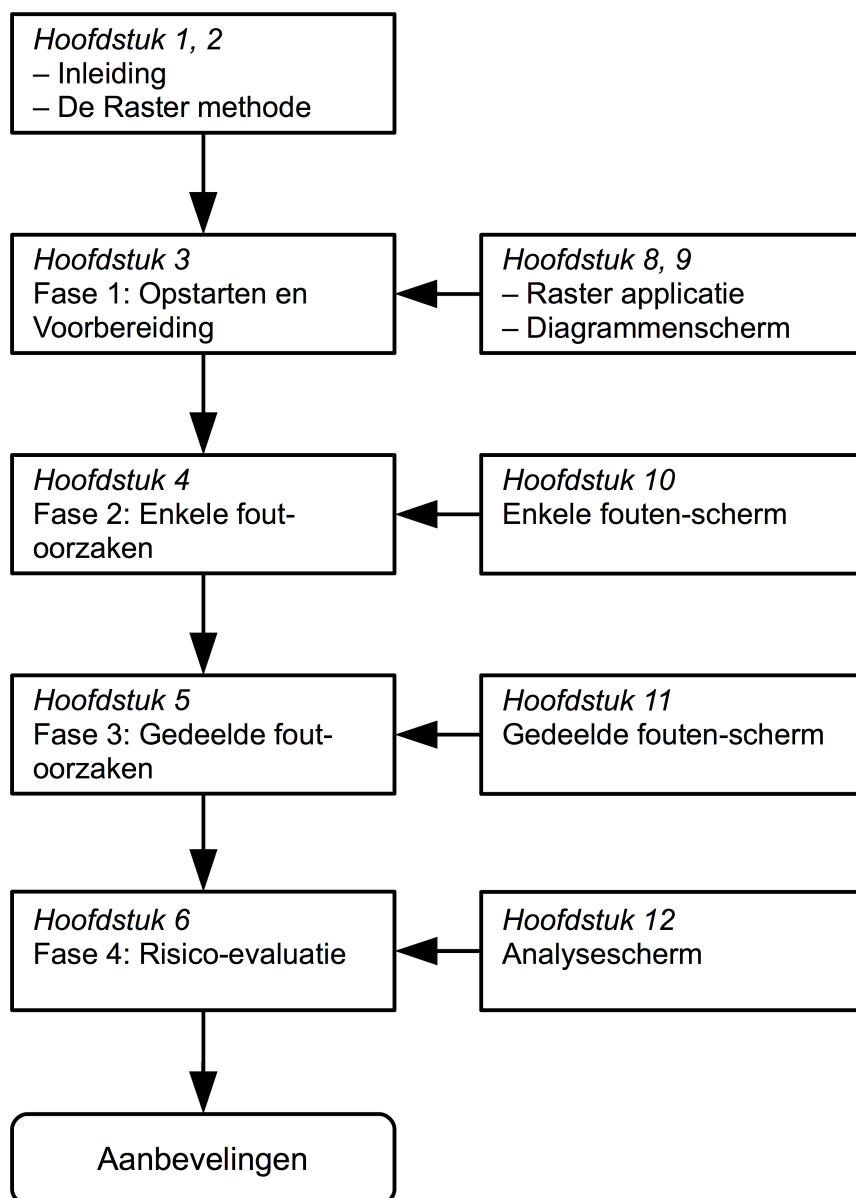 Hoofdstuk 1, 2
– Inleiding
– De Raster methode
Hoofdstuk 3
Fase 1: Opstarten en
Voorbereiding
Hoofdstuk 8, 9
– Raster applicatie
– Diagrammenscherm
Hoofdstuk 4
Fase 2: Enkele fout-
oorzaken
Hoofdstuk 10
Enkele fouten-scherm
Hoofdstuk 5
Fase 3: Gedeelde fout-
oorzaken
Hoofdstuk 11
Gedeelde fouten-scherm
Hoofdstuk 6
Fase 4: Risico-evaluatie
Hoofdstuk 12
Analysescherm
Aanbevelingen